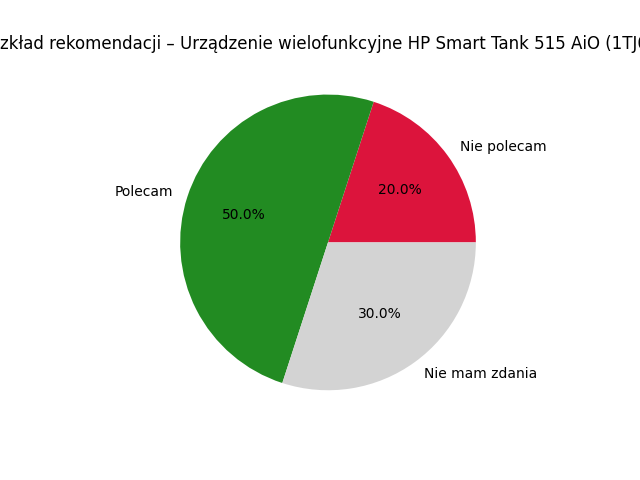 zkład rekomendacji – Urządzenie wielofunkcyjne HP Smart Tank 515 AiO (1TJ
Nie polecam
Polecam
20.0%
50.0%
30.0%
Nie mam zdania